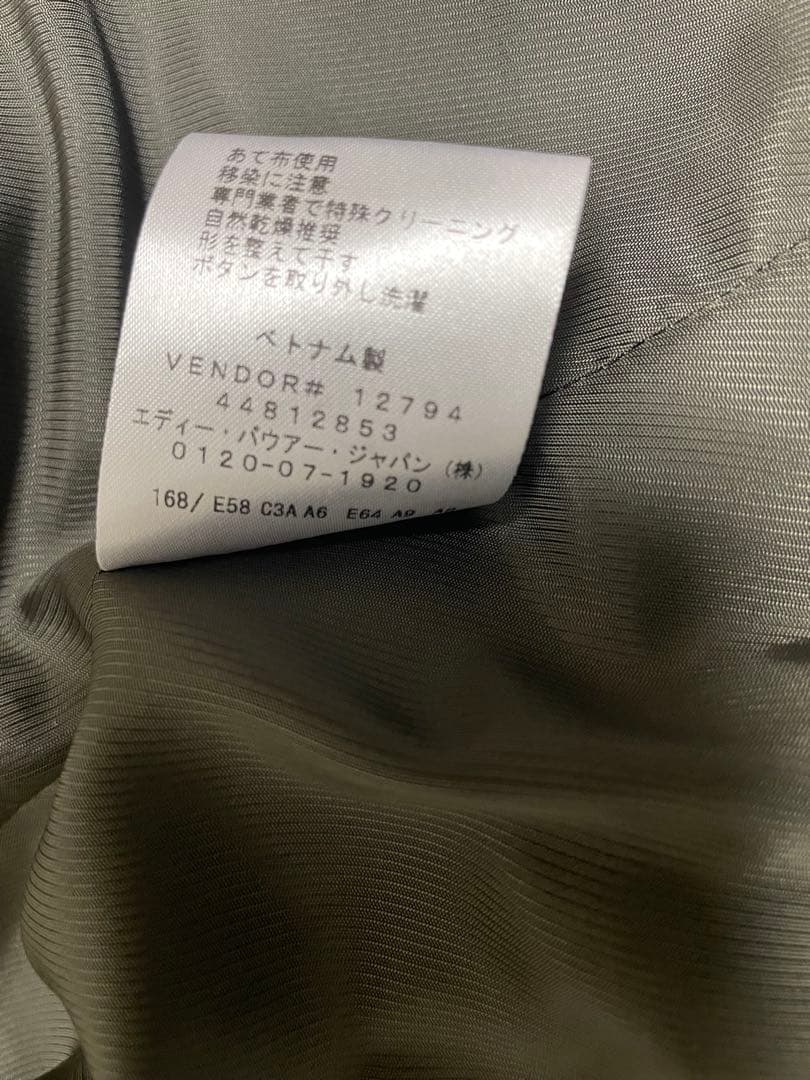 あて布使用
移染に注意
専門業者で特殊クリーニング
自然乾燥推奨
形を整えて干す
ボタンを取り外し洗濯
ベトナム製
VENDOR# 12794
44812853
エディー・バウアー・ジャパン(株)
0120-07-1920
168/ E58 C3A A6 E64 A9